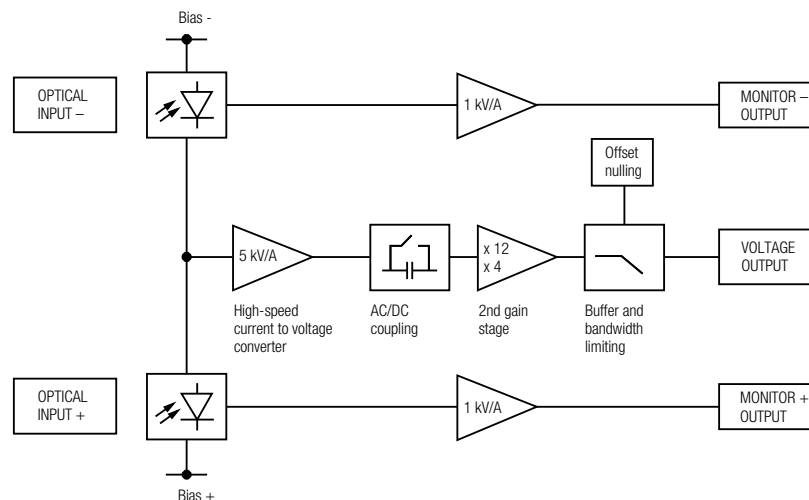 Bias -
OPTICAL
INPUT –
1 kV/A
MONITOR –
OUTPUT
Offset
nulling
5 kV/A
x 12
x 4
VOLTAGE
OUTPUT
High-speed
current to voltage
converter
AC/DC
coupling
2nd gain
stage
Buffer and
bandwidth
limiting
OPTICAL
INPUT +
1 kV/A
MONITOR +
OUTPUT
Bias +